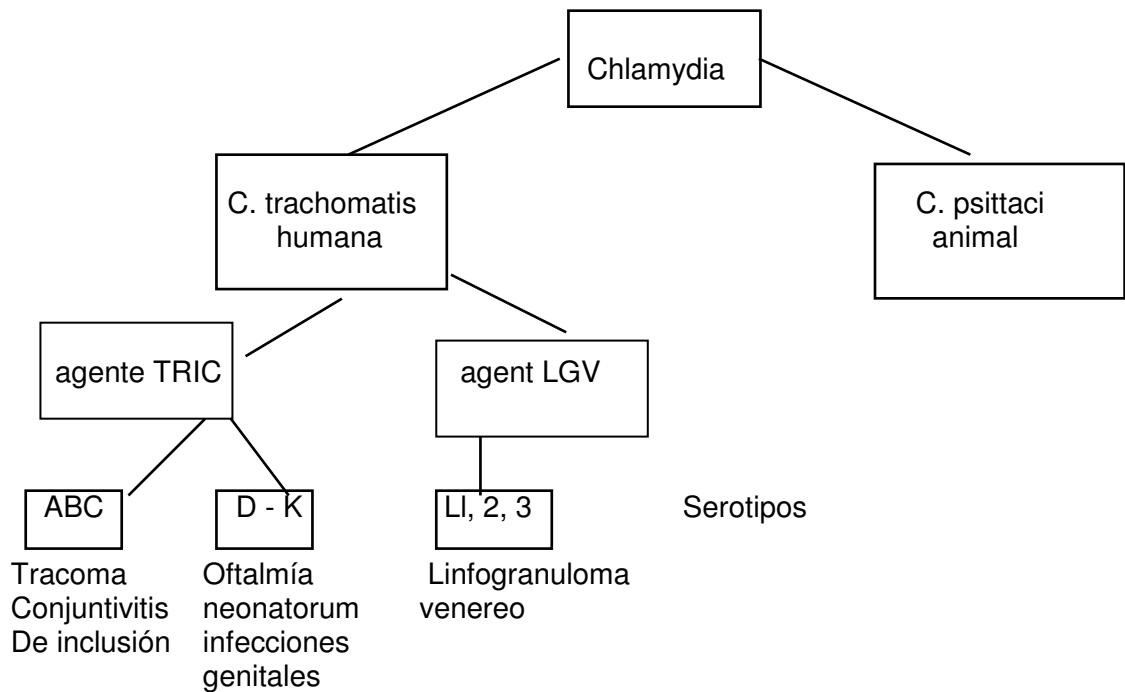 Chlamydia
C. trachomatis
humana
C. psittaci
animal
agente TRIC
agent LGV
ABC
D - K
Ll, 2, 3
Serotipos
Tracoma
Conjuntivitis
De inclusión
Oftalmía
neonatorum
infecciones
genitales
Linfogranuloma
venereo